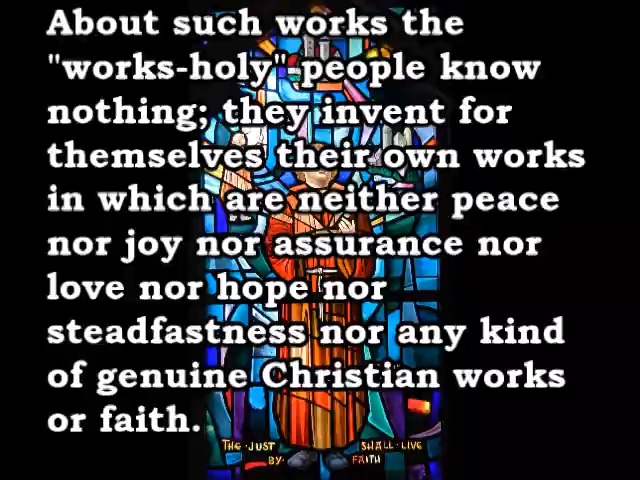 About such works the
"works-holy" people know
nothing; they invent for
themselves their own works
in which are neither peace
nor joy nor assurance nor
love nor hope nor
steadfastness nor any kind
of genuine Christian works
or faith.
THE · JUST SHALL · LIVE
BY · FAITH